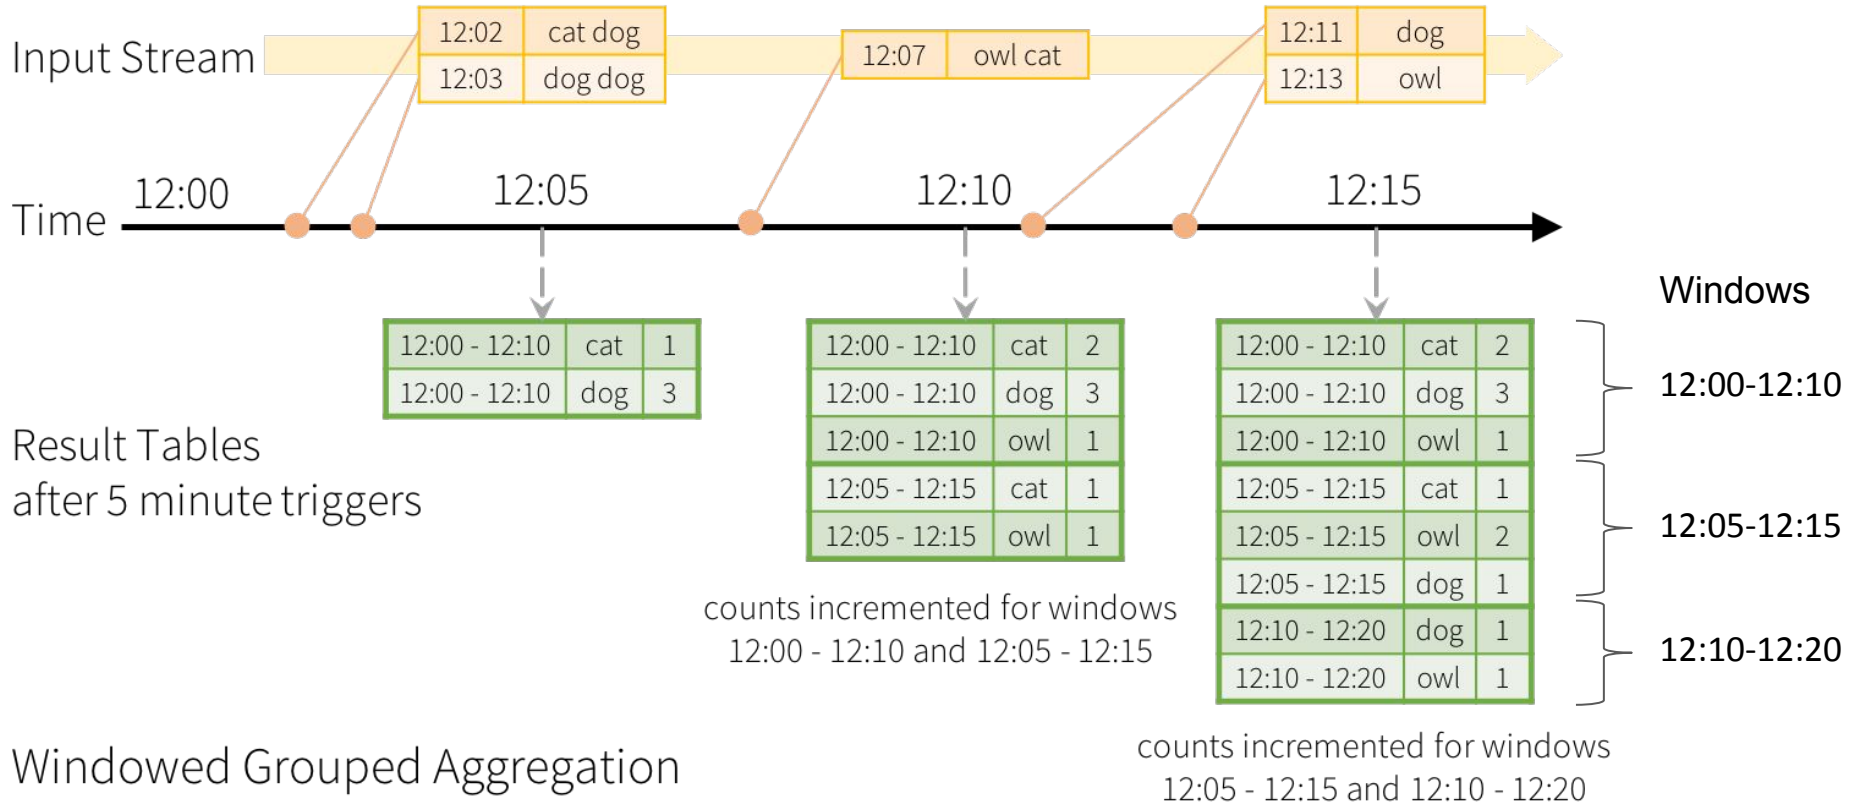 Input Stream
12:02 cat dog
12:03 dog dog
12:07 owl cat
12:11 dog
12:13 owl
Time
12:00
12:05
12:10
12:15
12:00 - 12:10 cat 1
12:00 - 12:10 dog 3
12:00 - 12:10 cat 2
12:00 - 12:10 dog 3
12:00 - 12:10 owl 1
12:05 - 12:15 cat 1
12:05 - 12:15 owl 1
counts incremented for windows
12:00 - 12:10 and 12:05 - 12:15
12:00 - 12:10 cat 2
12:00 - 12:10 dog 3
12:00 - 12:10 owl 1
12:05 - 12:15 cat 1
12:05 - 12:15 owl 2
12:05 - 12:15 dog 1
12:10 - 12:20 dog 1
12:10 - 12:20 owl 1
counts incremented for windows
12:05 - 12:15 and 12:10 - 12:20
Windows
12:00-12:10
12:05-12:15
12:10-12:20
Result Tables
after 5 minute triggers
Windowed Grouped Aggregation